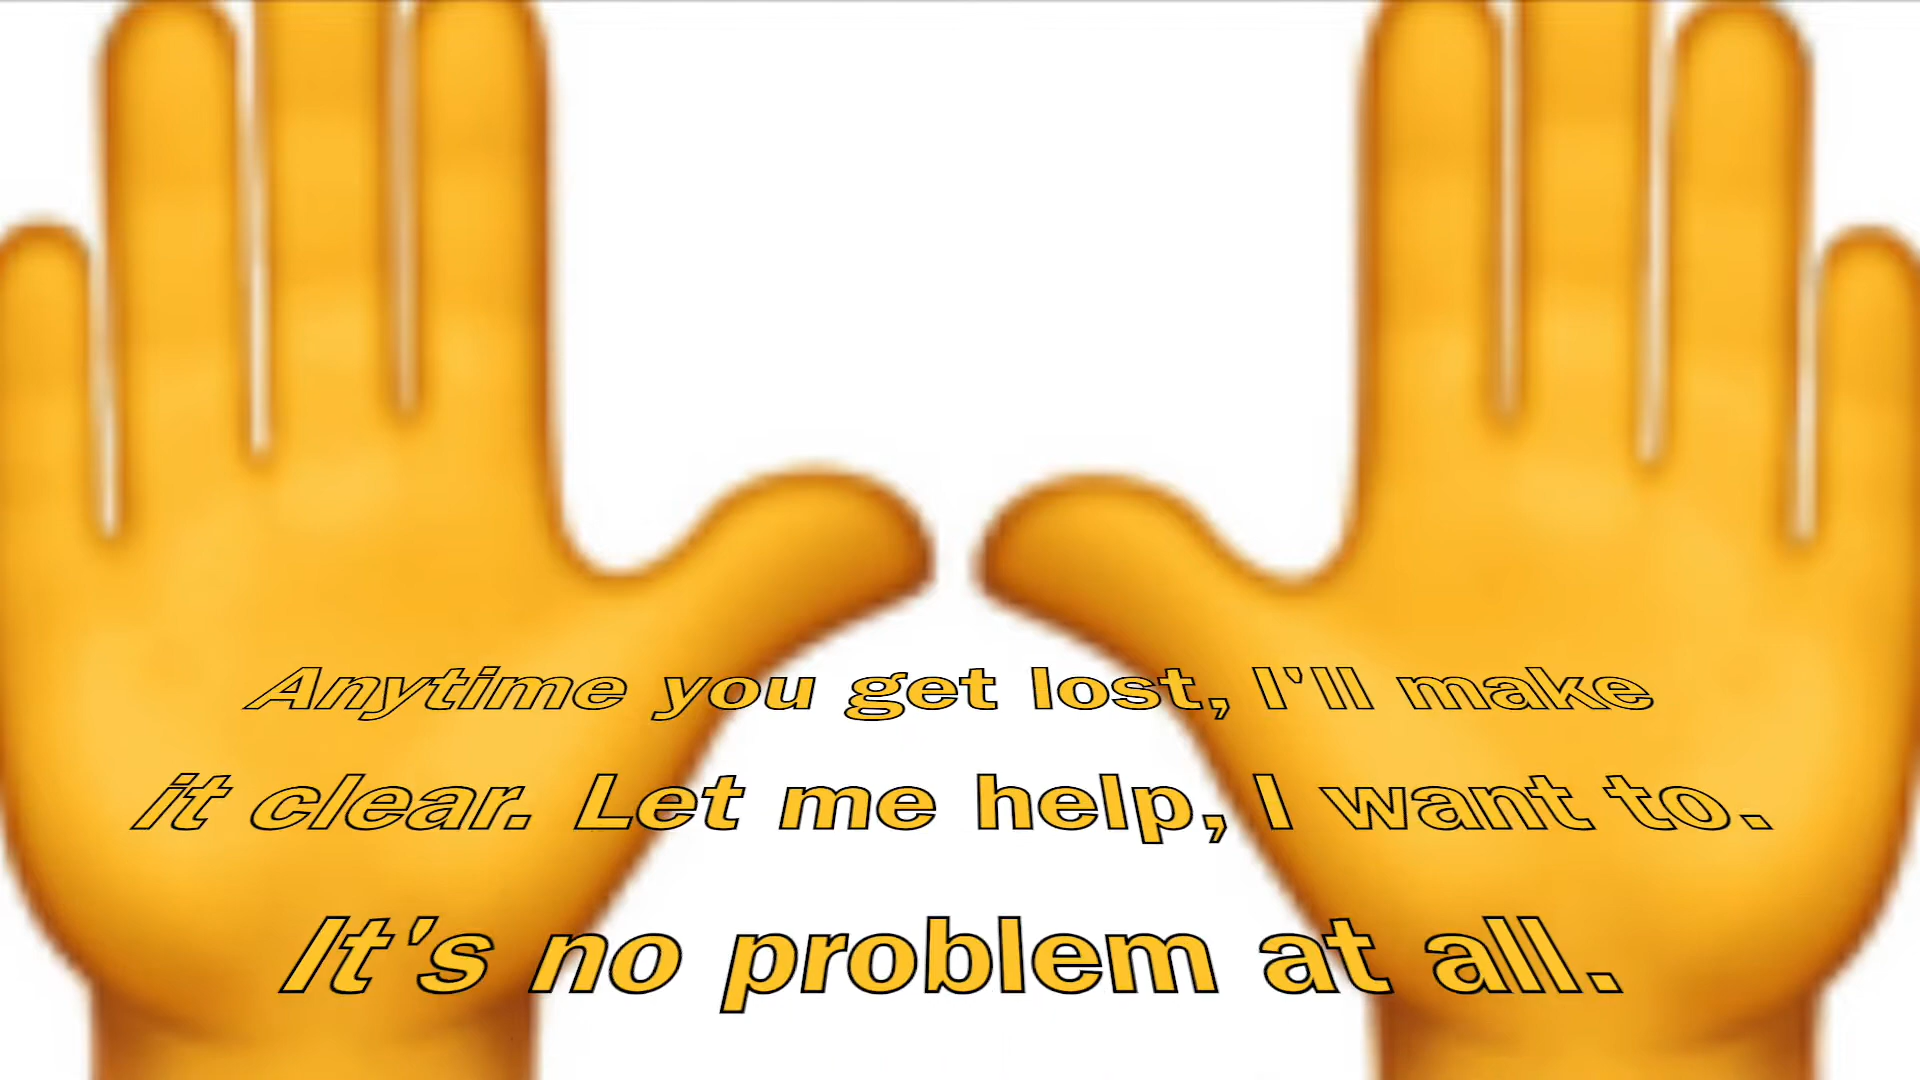 Anytime you get lost, I'll make
it clear. Let me help, I want to.
It's no problem at all.